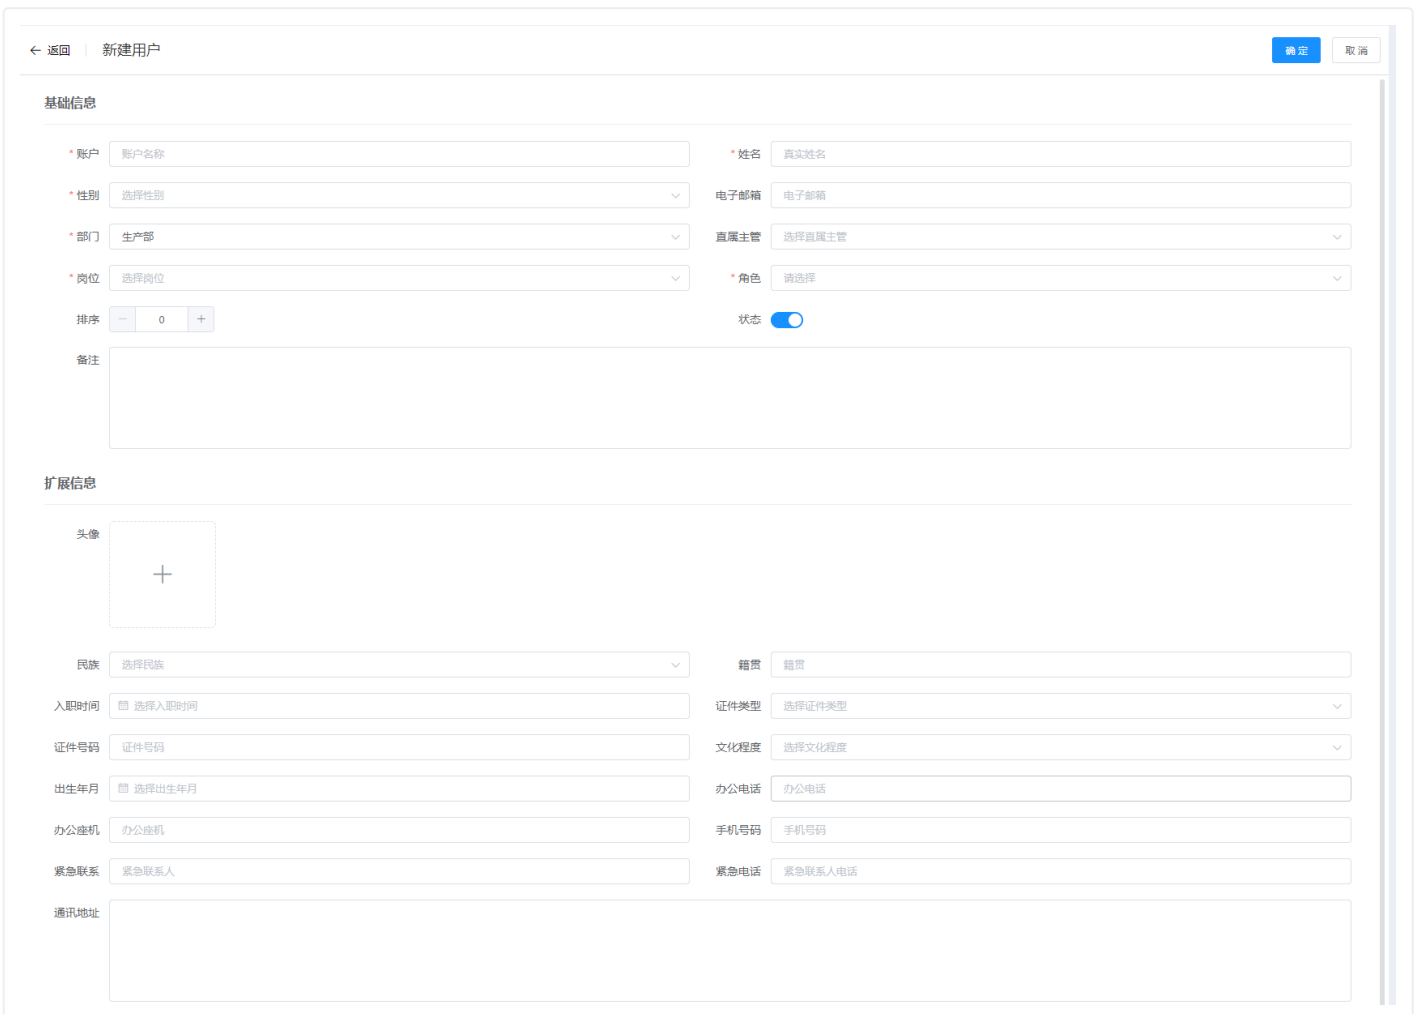 返回 新建用户 确定 取消
基础信息
* 账户 账户名称 * 姓名 真实姓名
* 性别 选择性别 电子邮箱 电子邮箱
* 部门 生产部 直属主管 选择直属主管
* 岗位 选择岗位 * 角色 请选择
排序 0 状态
备注
扩展信息
头像
民族 选择民族 籍贯 籍贯
入职时间 选择入职时间 证件类型 选择证件类型
证件号码 证件号码 文化程度 选择文化程度
出生年月 选择出生年月 办公电话 办公电话
办公座机 办公座机 手机号码 手机号码
紧急联系 紧急联系人 紧急电话 紧急联系人电话
通讯地址